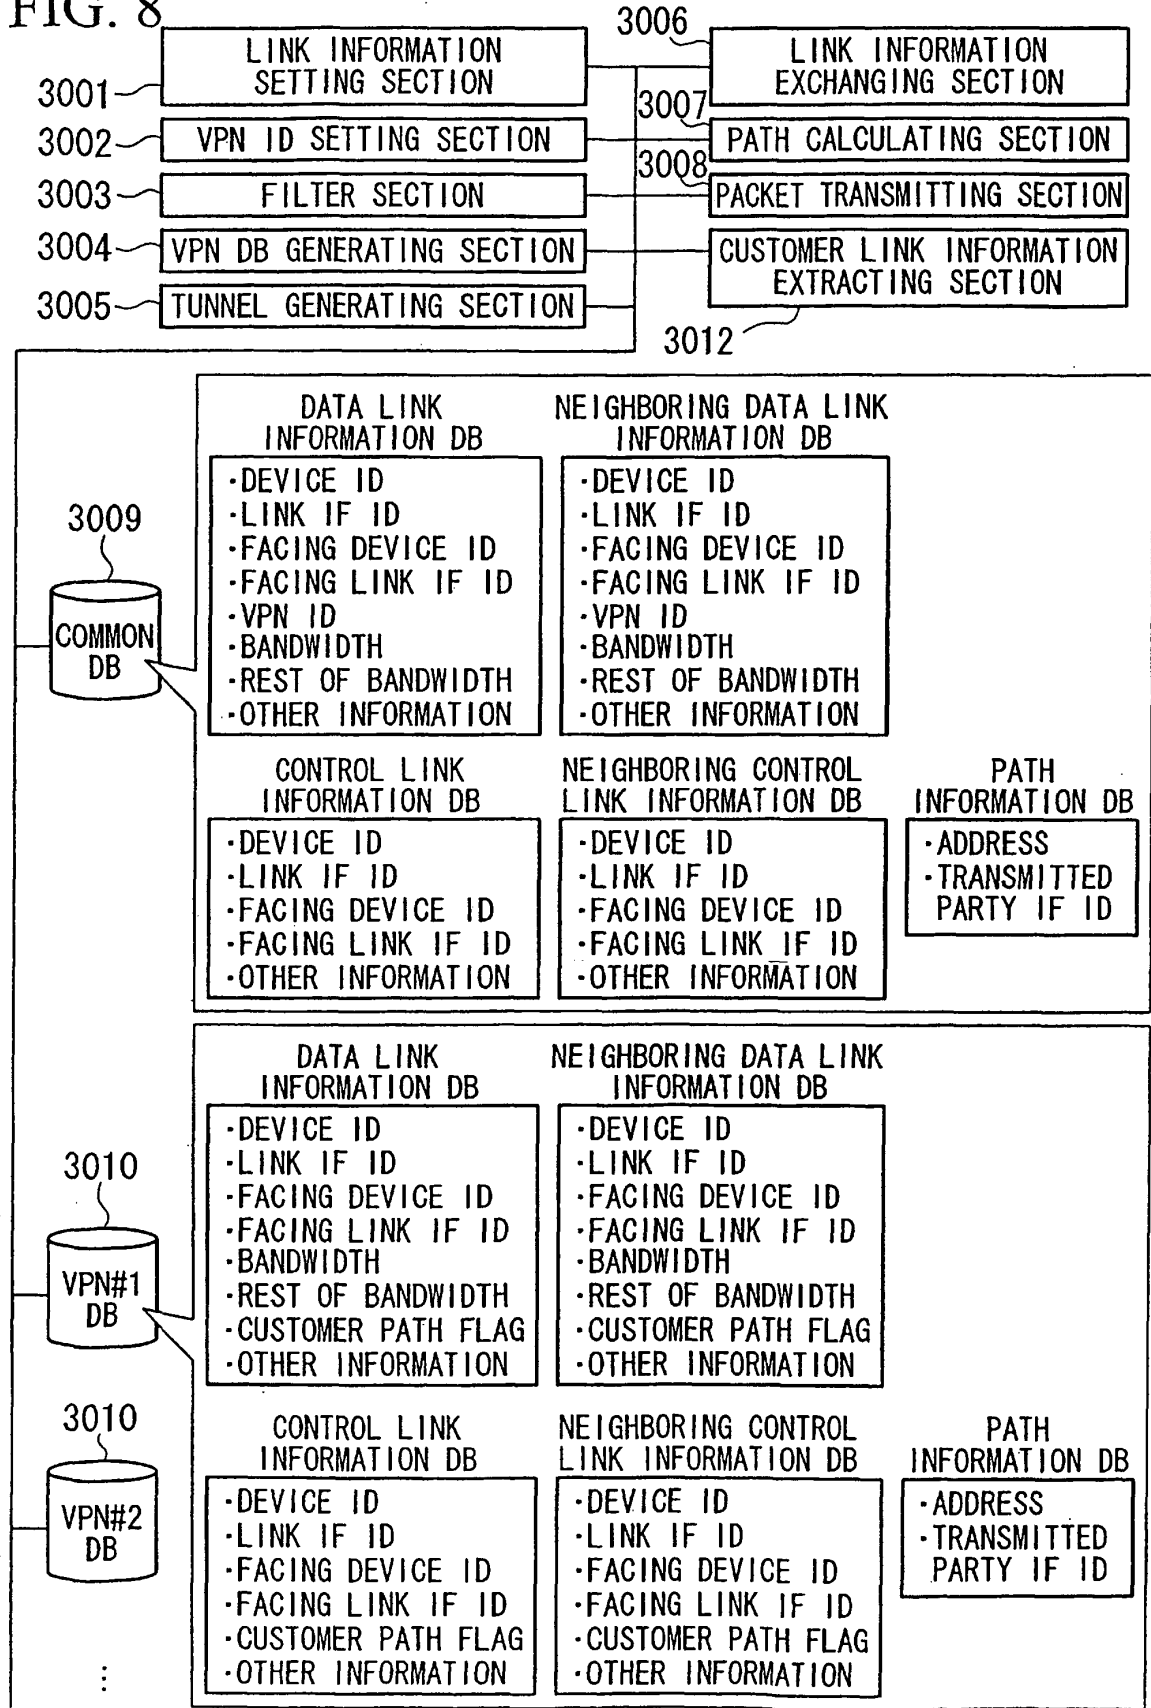 FIG. 8
3001
LINK INFORMATION
SETTING SECTION
3002
VPN ID SETTING SECTION
3003
FILTER SECTION
3004
VPN DB GENERATING SECTION
3005
TUNNEL GENERATING SECTION
3006
LINK INFORMATION
EXCHANGING SECTION
3007
PATH CALCULATING SECTION
3008
PACKET TRANSMITTING SECTION
CUSTOMER LINK INFORMATION
EXTRACTING SECTION
3012
3009
COMMON
DB
DATA LINK
INFORMATION DB
·DEVICE ID
·LINK IF ID
·FACING DEVICE ID
·FACING LINK IF ID
·VPN ID
·BANDWIDTH
·REST OF BANDWIDTH
·OTHER INFORMATION
NEIGHBORING DATA LINK
INFORMATION DB
·DEVICE ID
·LINK IF ID
·FACING DEVICE ID
·FACING LINK IF ID
·VPN ID
·BANDWIDTH
·REST OF BANDWIDTH
·OTHER INFORMATION
CONTROL LINK
INFORMATION DB
·DEVICE ID
·LINK IF ID
·FACING DEVICE ID
·FACING LINK IF ID
·OTHER INFORMATION
NEIGHBORING CONTROL
LINK INFORMATION DB
·DEVICE ID
·LINK IF ID
·FACING DEVICE ID
·FACING LINK IF ID
·OTHER INFORMATION
PATH
INFORMATION DB
·ADDRESS
·TRANSMITTED
PARTY IF ID
3010
VPN#1
DB
DATA LINK
INFORMATION DB
·DEVICE ID
·LINK IF ID
·FACING DEVICE ID
·FACING LINK IF ID
·BANDWIDTH
·REST OF BANDWIDTH
·CUSTOMER PATH FLAG
·OTHER INFORMATION
NEIGHBORING DATA LINK
INFORMATION DB
·DEVICE ID
·LINK IF ID
·FACING DEVICE ID
·FACING LINK IF ID
·BANDWIDTH
·REST OF BANDWIDTH
·CUSTOMER PATH FLAG
·OTHER INFORMATION
3010
VPN#2
DB
⋮
CONTROL LINK
INFORMATION DB
·DEVICE ID
·LINK IF ID
·FACING DEVICE ID
·FACING LINK IF ID
·CUSTOMER PATH FLAG
·OTHER INFORMATION
NEIGHBORING CONTROL
LINK INFORMATION DB
·DEVICE ID
·LINK IF ID
·FACING DEVICE ID
·FACING LINK IF ID
·CUSTOMER PATH FLAG
·OTHER INFORMATION
PATH
INFORMATION DB
·ADDRESS
·TRANSMITTED
PARTY IF ID